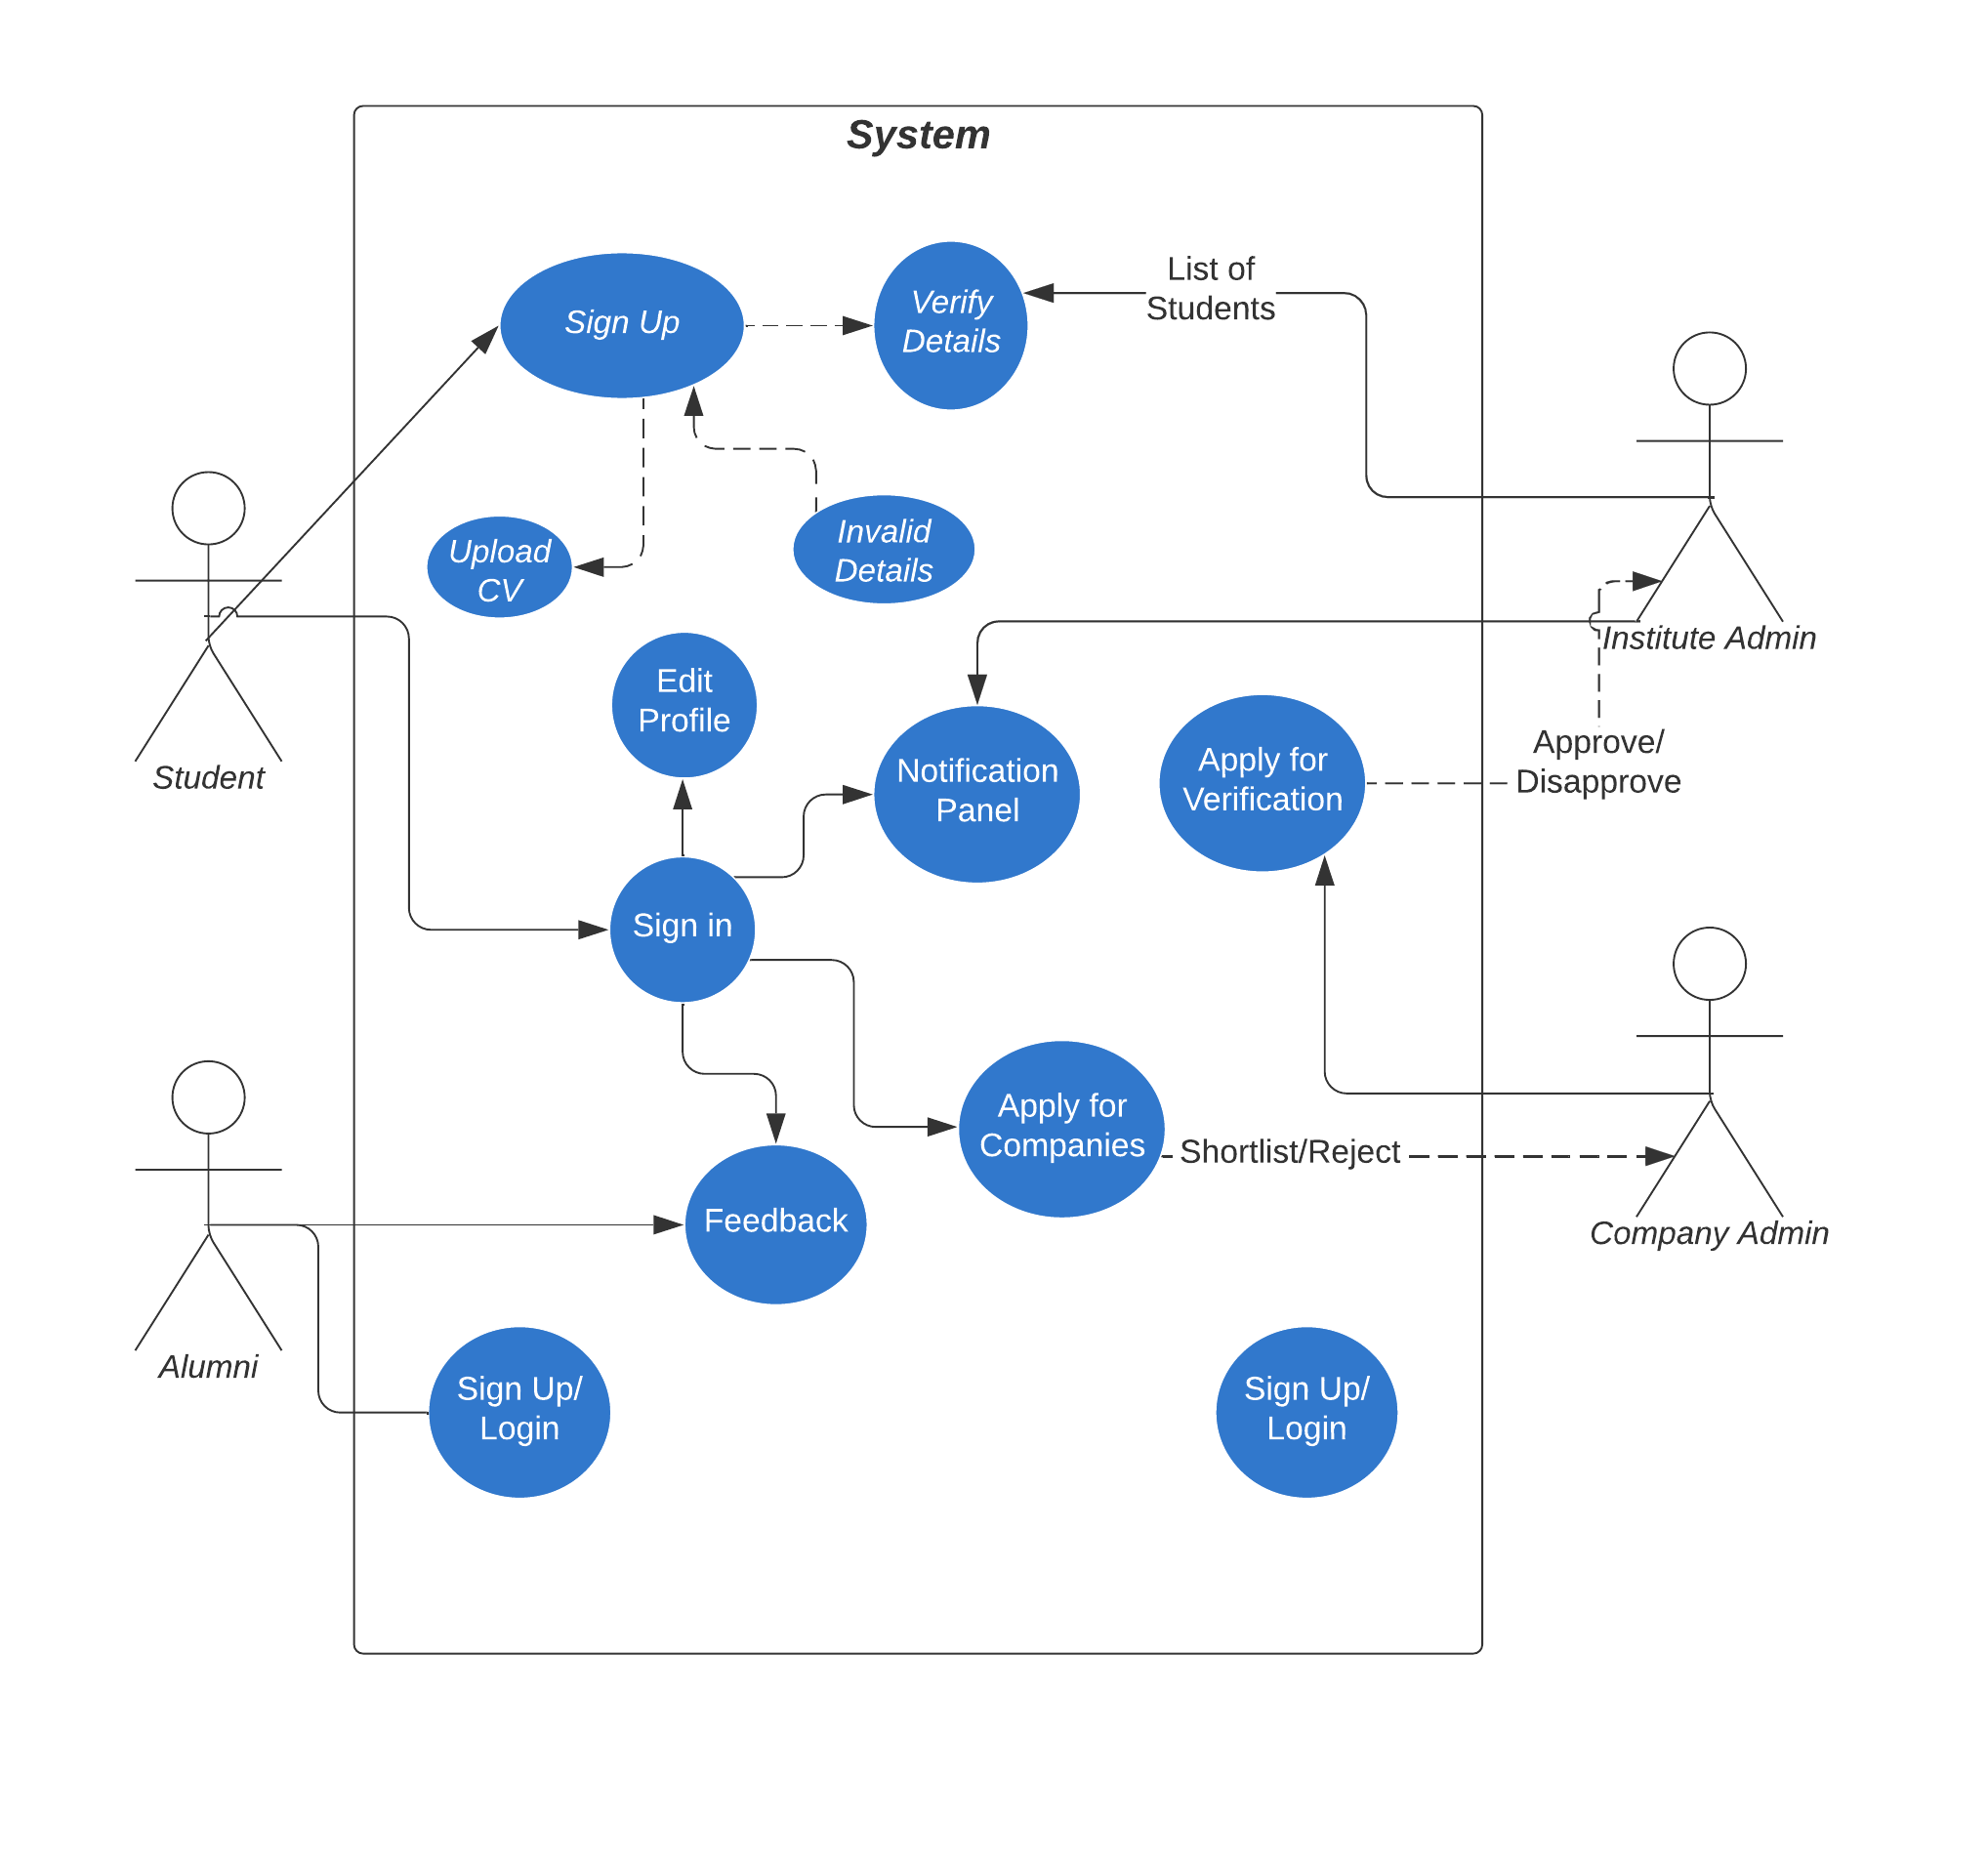 System
Sign Up
Verify
Details
List of
Students
Upload
CV
Invalid
Details
Institute Admin
Student
Edit
Profile
Notification
Panel
Apply for
Verification
Approve/
Disapprove
Sign in
Apply for
Companies
Shortlist/Reject
Company Admin
Feedback
Alumni
Sign Up/
Login
Sign Up/
Login